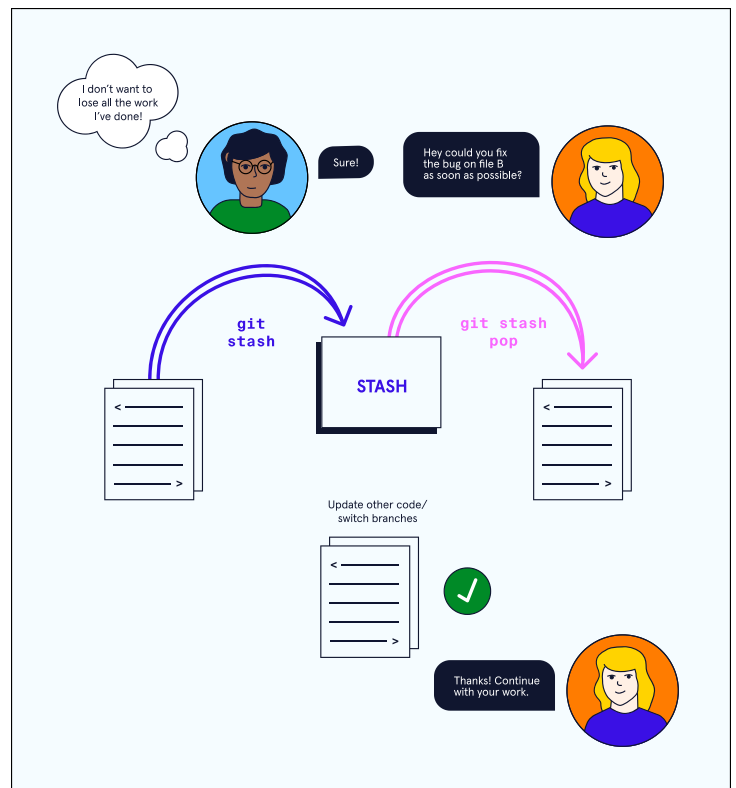 I don't want to
lose all the work
I've done!
Sure!
Hey could you fix
the bug on file B
as soon as possible?
git
stash
git stash
pop
STASH
<
>
<
>
Update other code/
switch branches
<
>
Thanks! Continue
with your work.